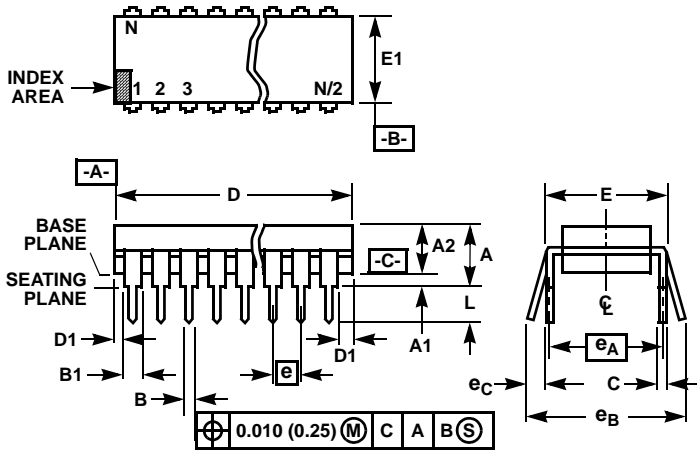 N
INDEX
AREA
1 2 3 N/2
E1
-B-
-A-
D
E
BASE
PLANE
A2
A
-C-
SEATING
PLANE
L
C
L
D1
A1
D1
eA
B1
e
eC
C
B
eB
0.010 (0.25) M C A B S